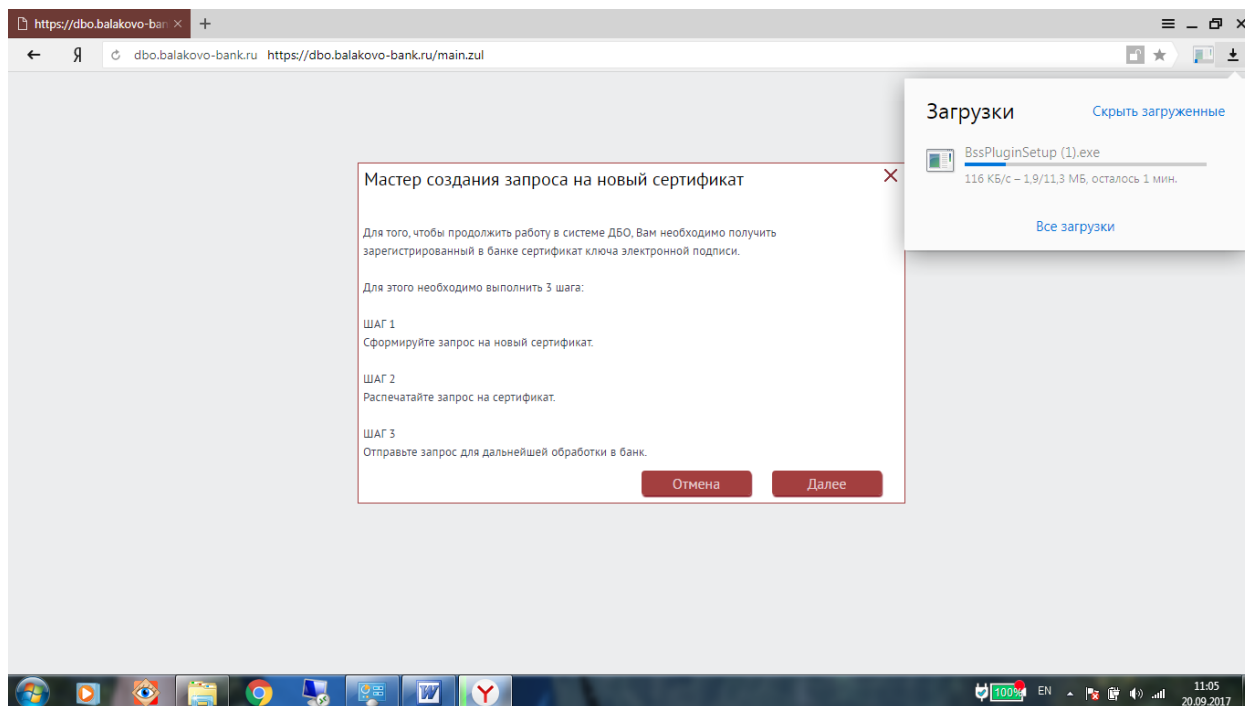 https://dbo.balakovo-ban
dbo.balakovo-bank.ru https://dbo.balakovo-bank.ru/main.zul
Загрузки
Скрыть загруженные
BssPluginSetup (1).exe
116 КБ/с – 1,9/11,3 МБ, осталось 1 мин.
Все загрузки
Мастер создания запроса на новый сертификат
Для того, чтобы продолжить работу в системе ДБО, Вам необходимо получить
зарегистрированный в банке сертификат ключа электронной подписи.
Для этого необходимо выполнить 3 шага:
ШАГ 1
Сформируйте запрос на новый сертификат.
ШАГ 2
Распечатайте запрос на сертификат.
ШАГ 3
Отправьте запрос для дальнейшей обработки в банк.
Отмена Далее
100% EN 11:05
20.09.2017